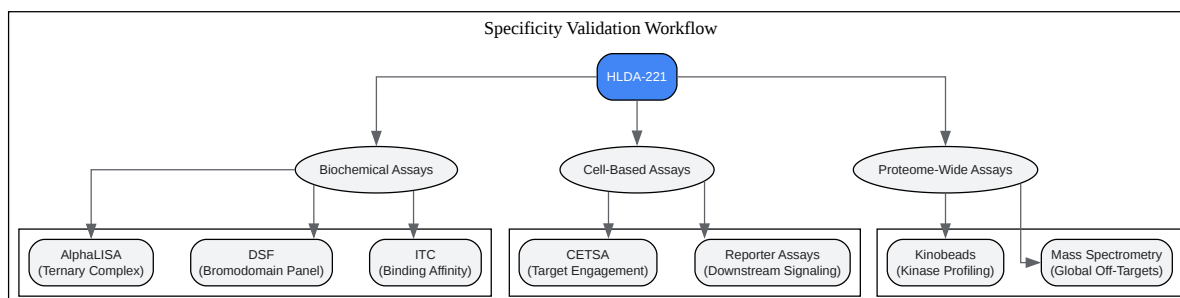 Specificity Validation Workflow
HLDA-221
Biochemical Assays
Cell-Based Assays
Proteome-Wide Assays
AlphaLISA
(Ternary Complex)
DSF
(Bromodomain Panel)
ITC
(Binding Affinity)
CETSA
(Target Engagement)
Reporter Assays
(Downstream Signaling)
Kinobeads
(Kinase Profiling)
Mass Spectrometry
(Global Off-Targets)